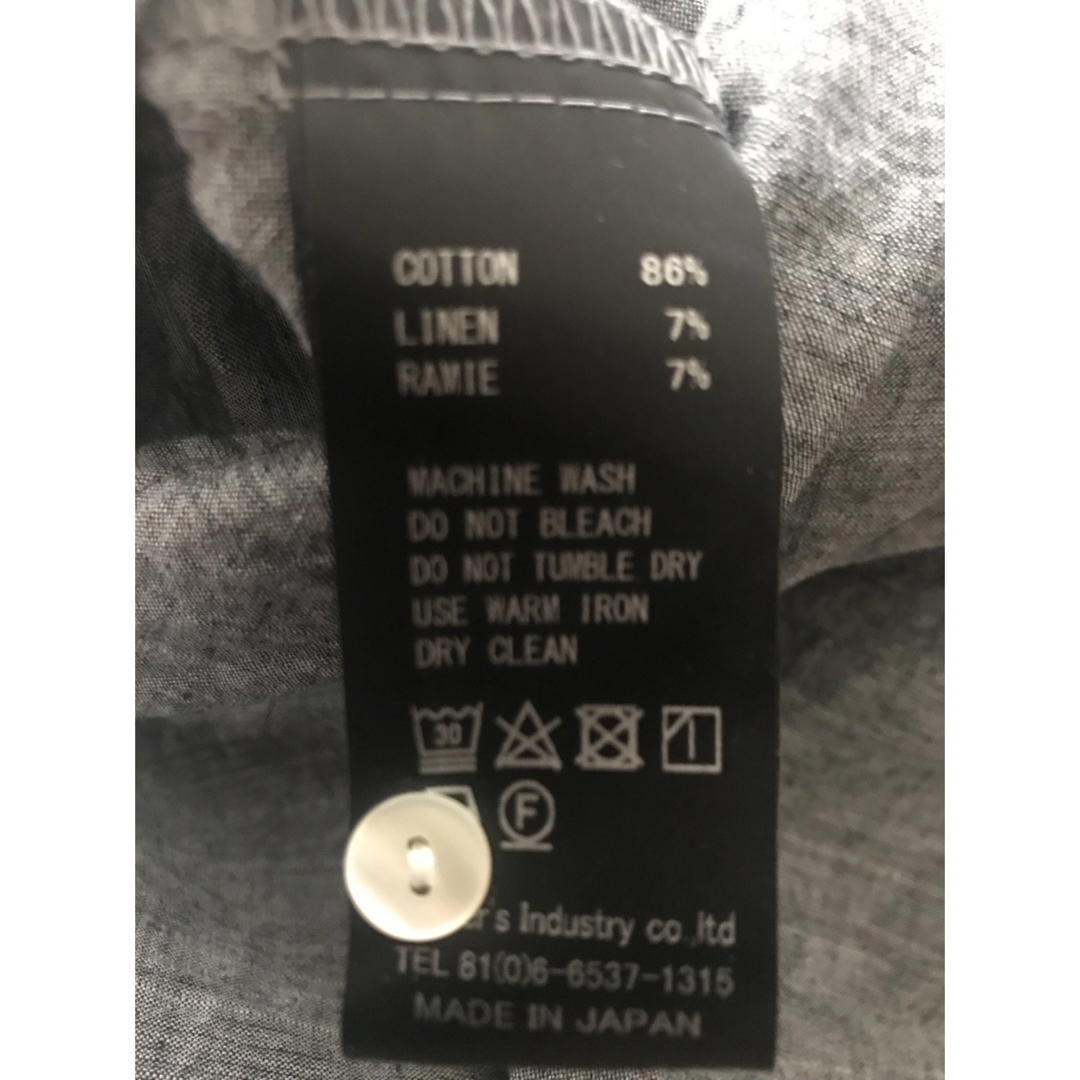 COTTON 86%
LINEN 7%
RAMIE 7%
MACHINE WASH
DO NOT BLEACH
DO NOT TUMBLE DRY
USE WARM IRON
DRY CLEAN
30
F
Industry co.,ltd
TEL 81(0)6-6537-1315
MADE IN JAPAN